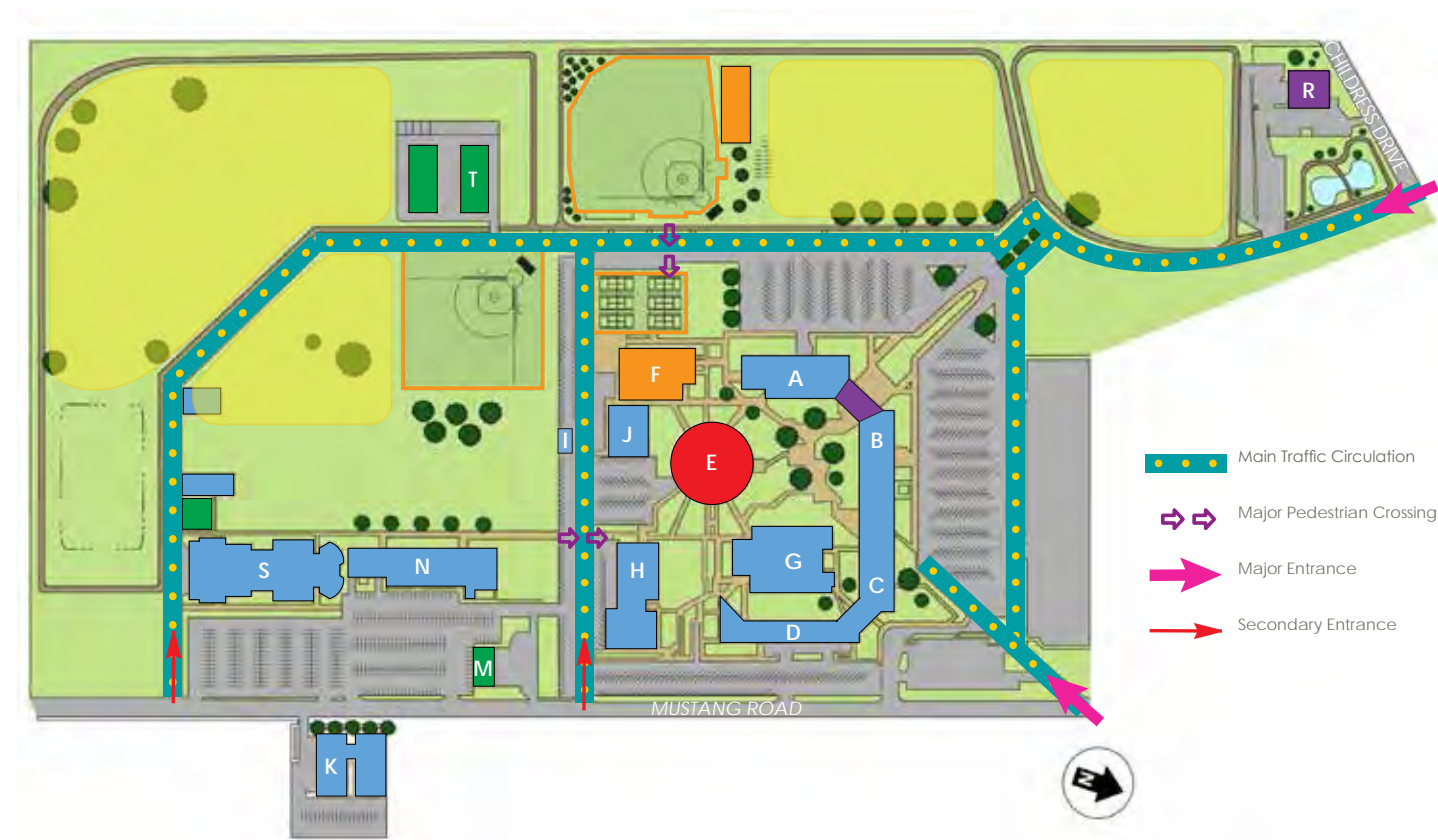 CHILDRESS DRIVE
R
T
F
A
I
J
E
B
S
N
H
G
C
D
M
MUSTANG ROAD
K
N
Main Traffic Circulation
Major Pedestrian Crossing
Major Entrance
Secondary Entrance